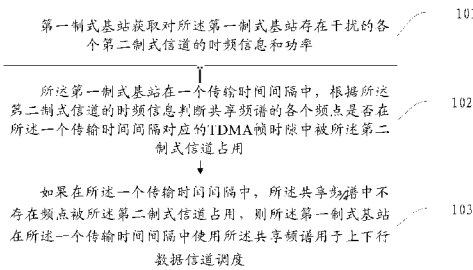 第一制式基站获取对所述第一制式基站存在干扰的各
个第二制式信道的时频信息和功率
101
所述第一制式基站在一个传输时间间隔中，根据所述
第二制式信道的时频信息判断共享频谱的各个频点是否在
所述一个传输时间间隔对应的TDMA帧时隙中被所述第二
制式信道占用
102
如果在所述一个传输时间间隔中，所述共享频谱中不
存在频点被所述第二制式信道占用，则所述第一制式基站
在所述一个传输时间间隔中使用所述共享频谱用于上下行
数据信道调度
103